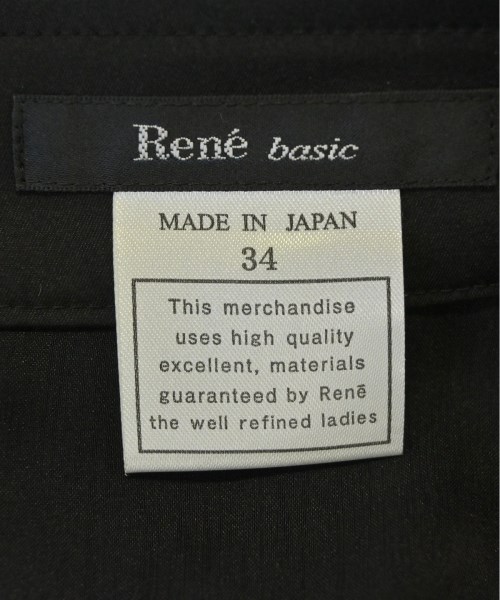 René basic
MADE IN JAPAN
34
This merchandise
uses high quality
excellent, materials
guaranteed by René
the well refined ladies